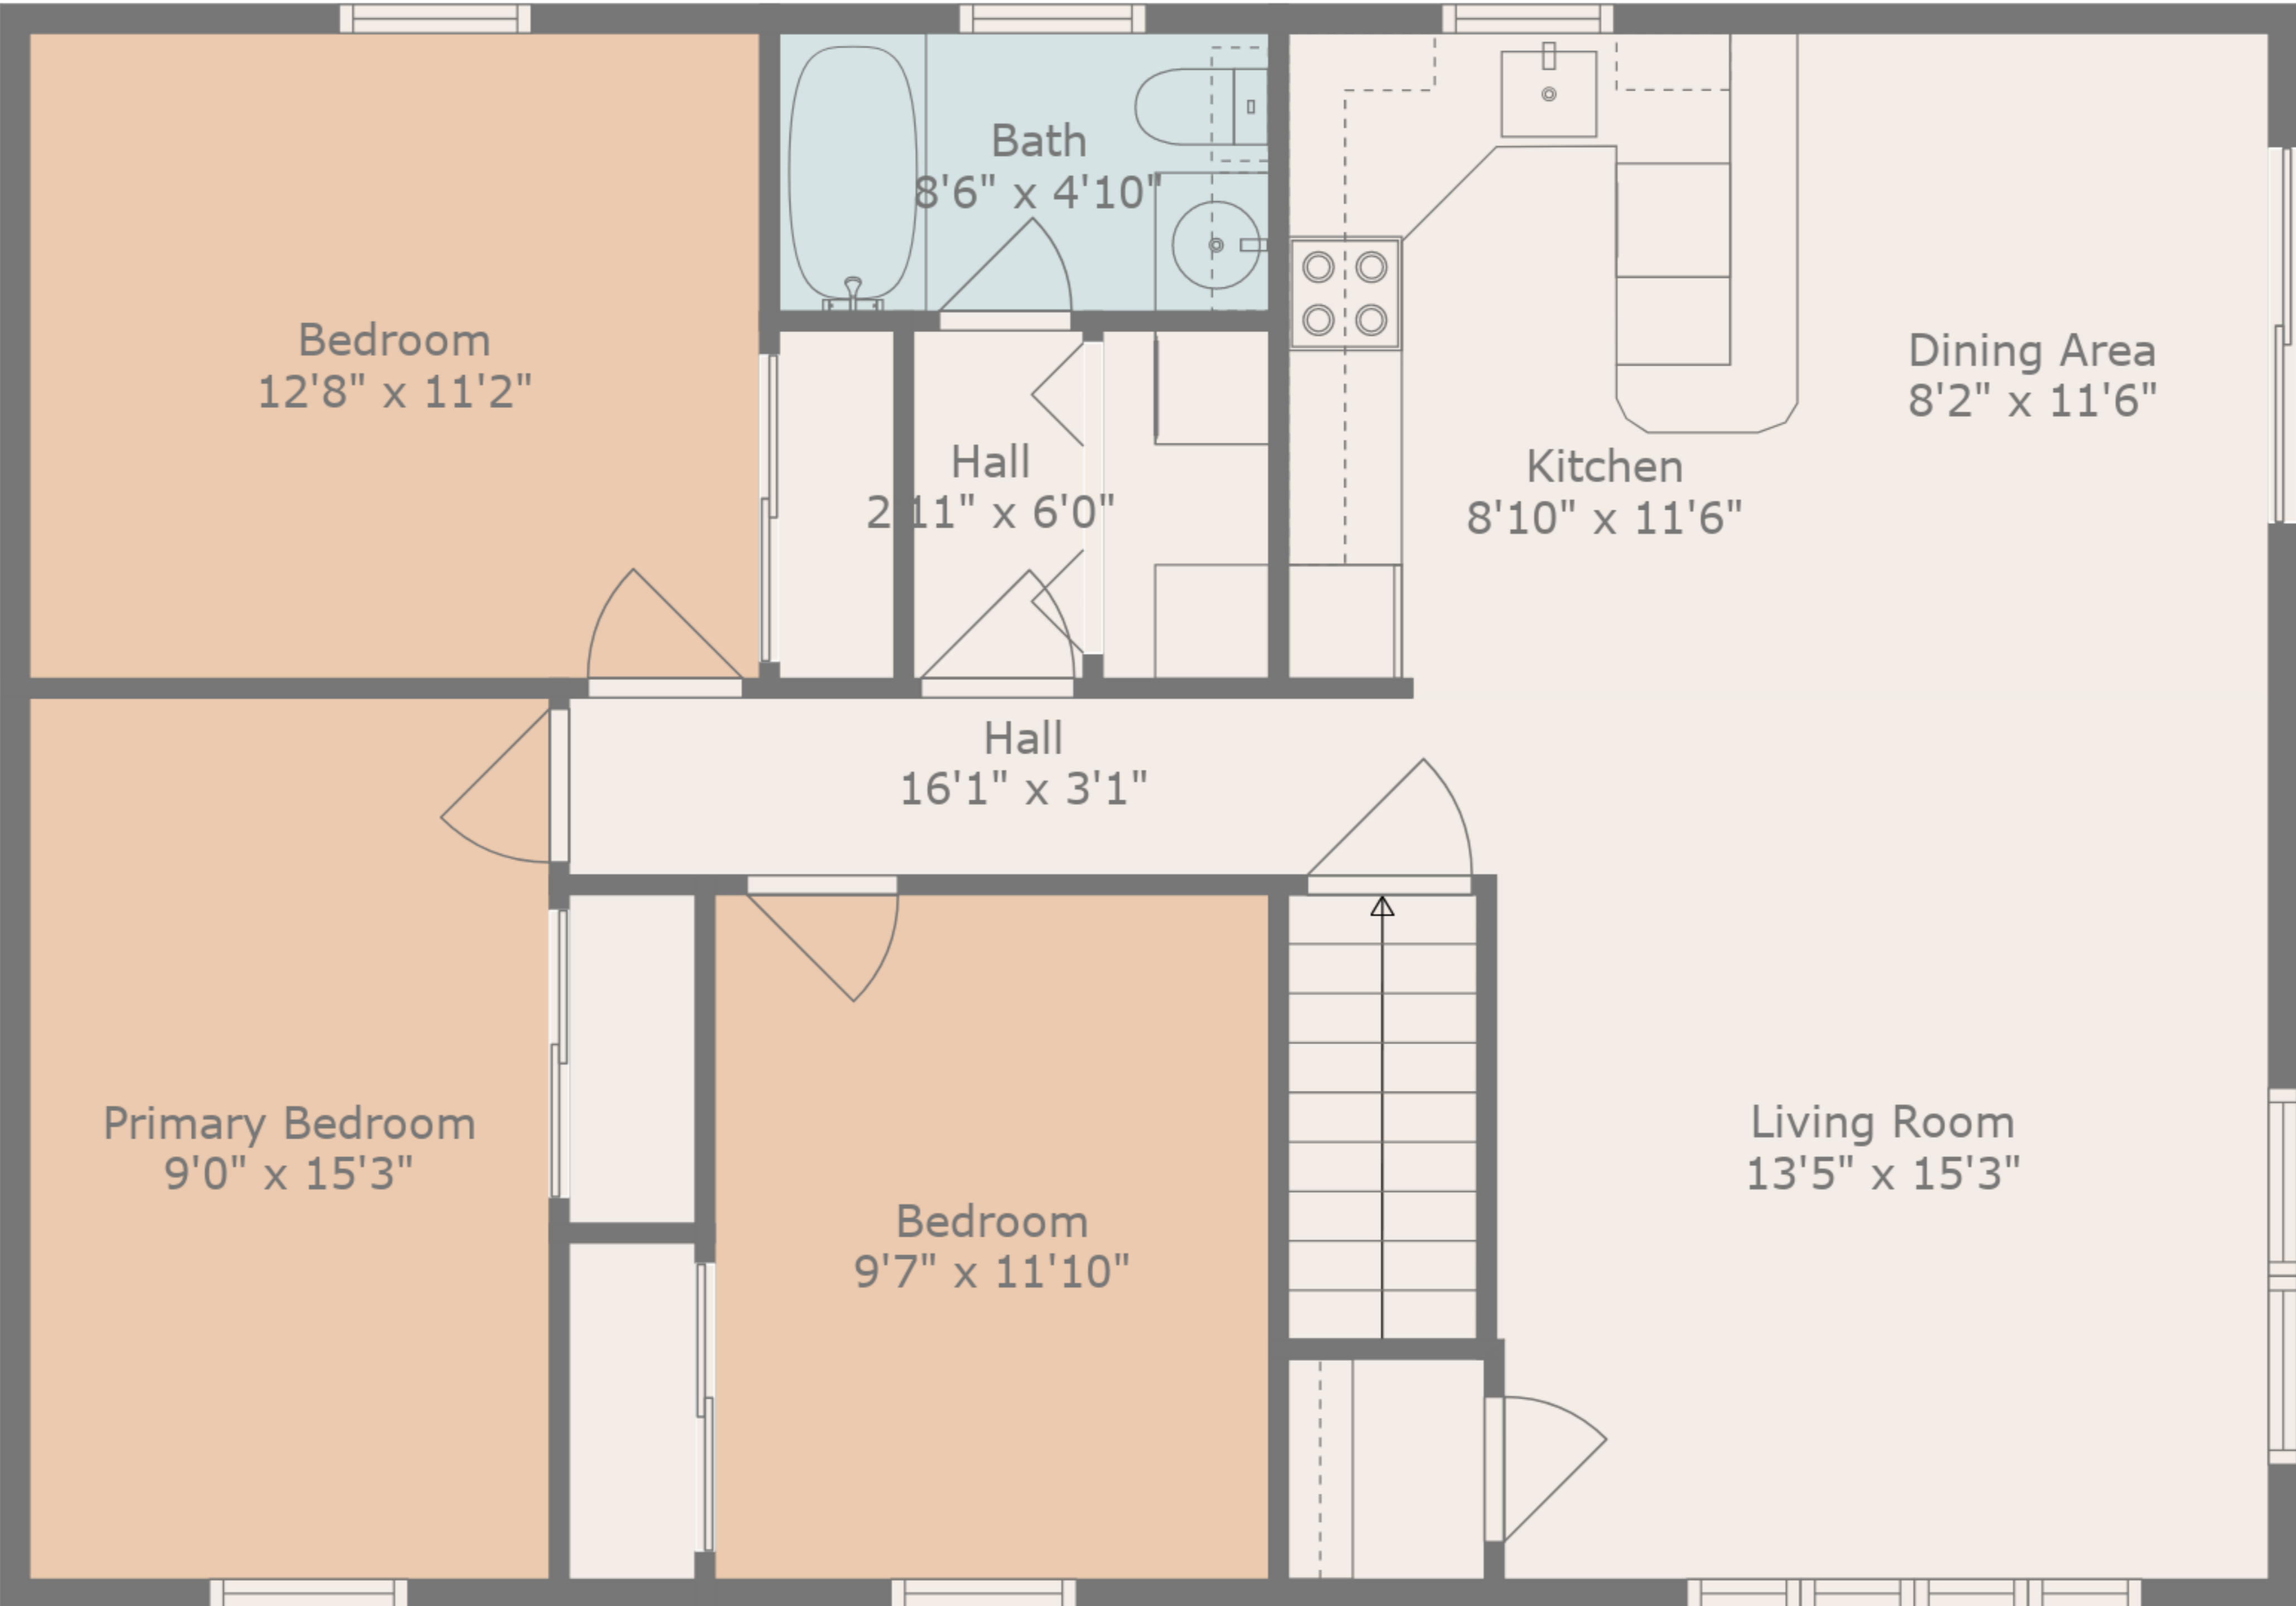 Bath
8'6" x 4'10"
Bedroom
12'8" x 11'2"
Dining Area
8'2" x 11'6"
Hall
2'11" x 6'0"
Kitchen
8'10" x 11'6"
Hall
16'1" x 3'1"
Primary Bedroom
9'0" x 15'3"
Living Room
13'5" x 15'3"
Bedroom
9'7" x 11'10"